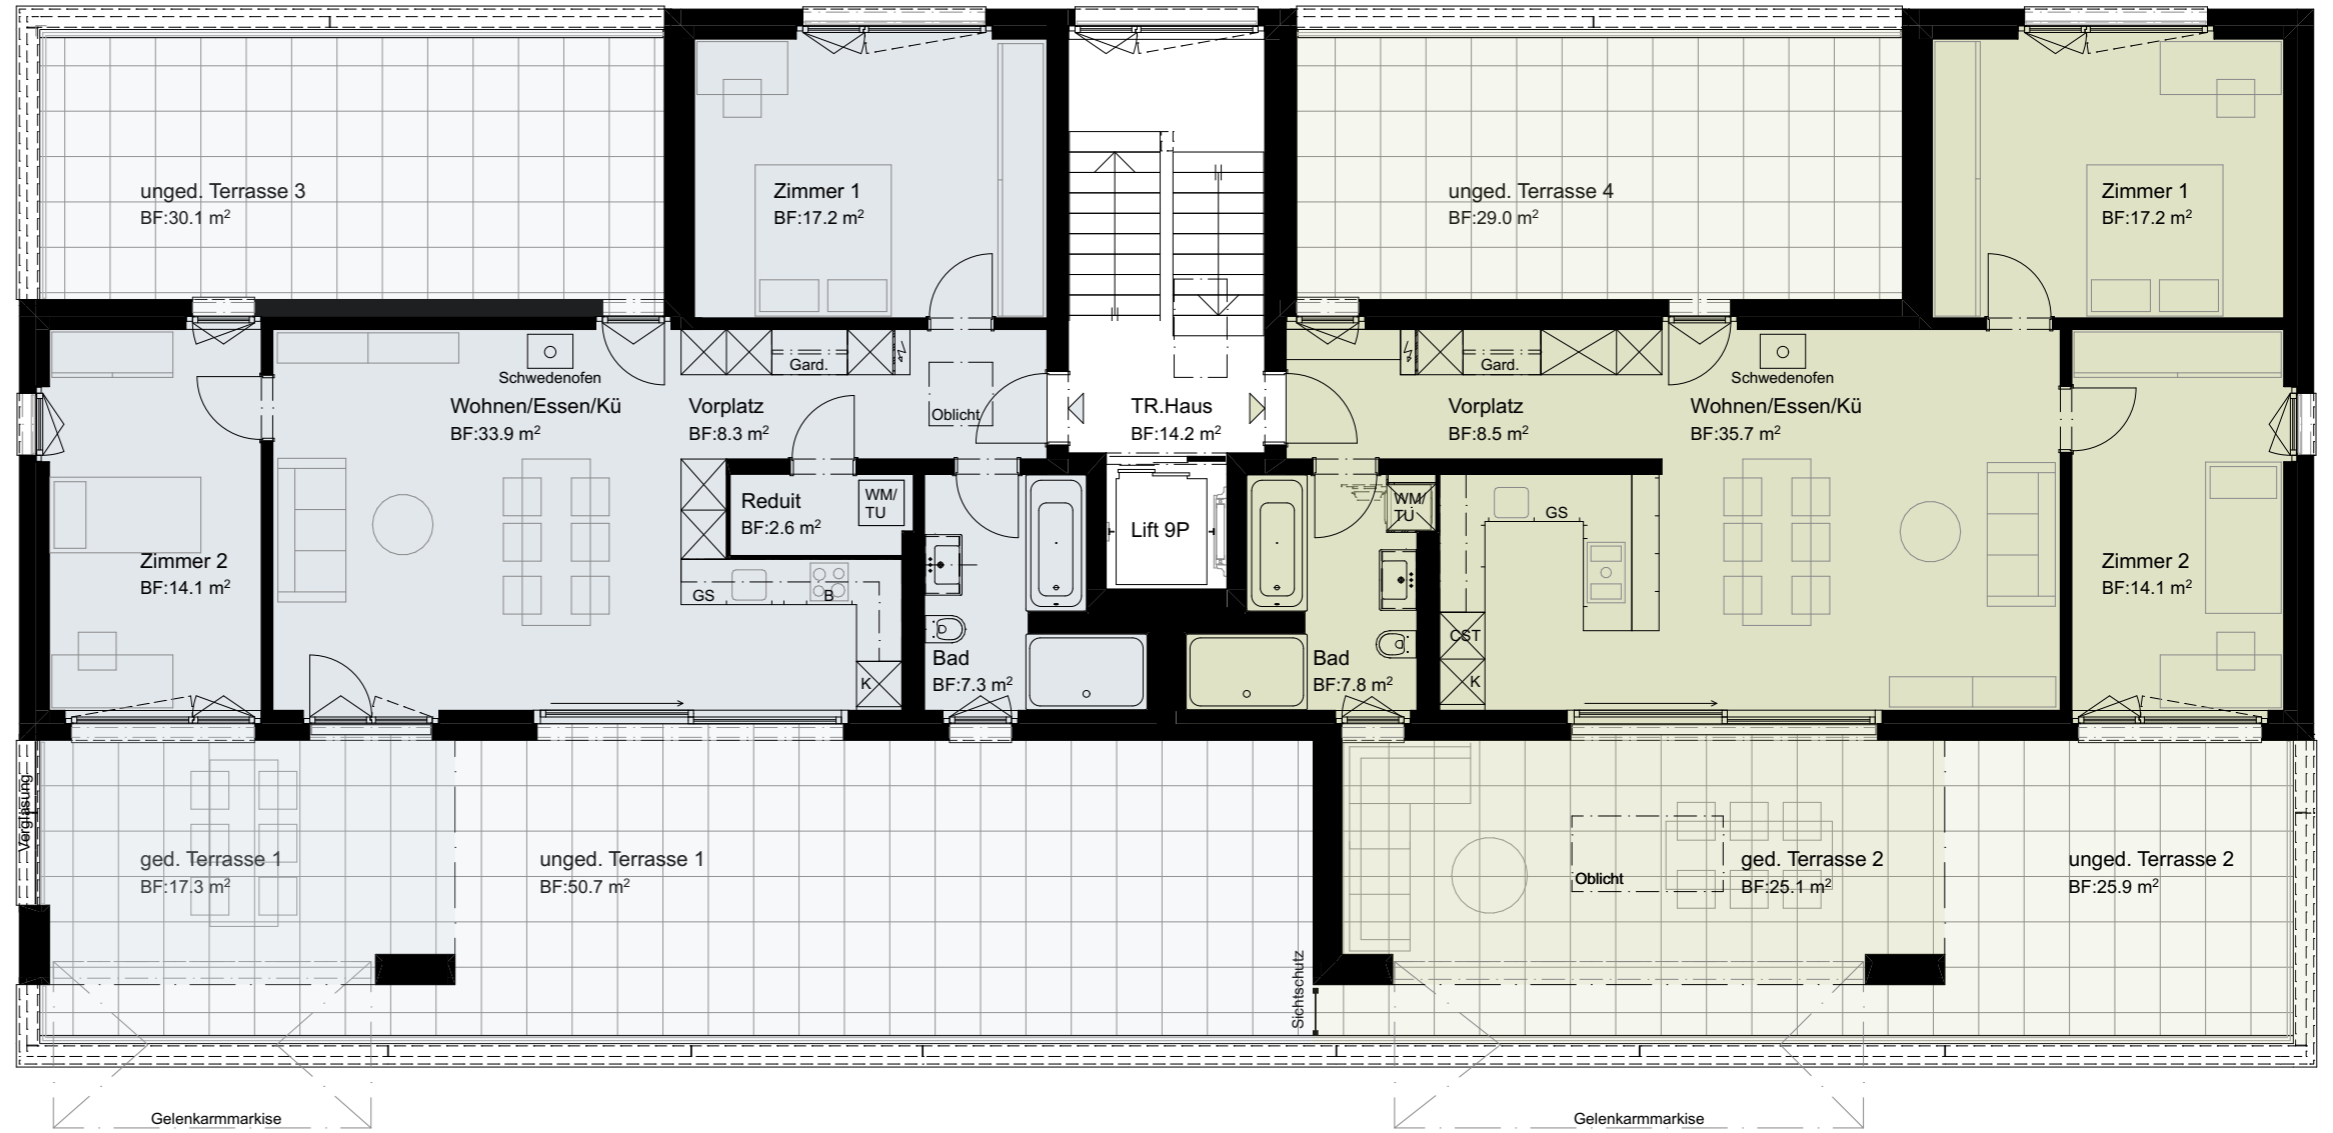 unged. Terrasse 3
BF:30.1 m²
Zimmer 1
BF:17.2 m²
unged. Terrasse 4
BF:29.0 m²
Zimmer 1
BF:17.2 m²
Schwedenofen
Gard.
Gard.
Schwedenofen
Wohnen/Essen/Kü
BF:33.9 m²
Vorplatz
BF:8.3 m²
Oblicht
TR.Haus
BF:14.2 m²
Vorplatz
BF:8.5 m²
Wohnen/Essen/Kü
BF:35.7 m²
Reduit
BF:2.6 m²
WM/
TU
Lift 9P
WM/
TU
GS
Zimmer 2
BF:14.1 m²
GS
B
Zimmer 2
BF:14.1 m²
K
Bad
BF:7.3 m²
Bad
BF:7.8 m²
CST
K
Verglasung
ged. Terrasse 1
BF:17.3 m²
unged. Terrasse 1
BF:50.7 m²
Oblicht
ged. Terrasse 2
BF:25.1 m²
unged. Terrasse 2
BF:25.9 m²
Sichtschutz
Gelenkarmmarkise
Gelenkarmmarkise